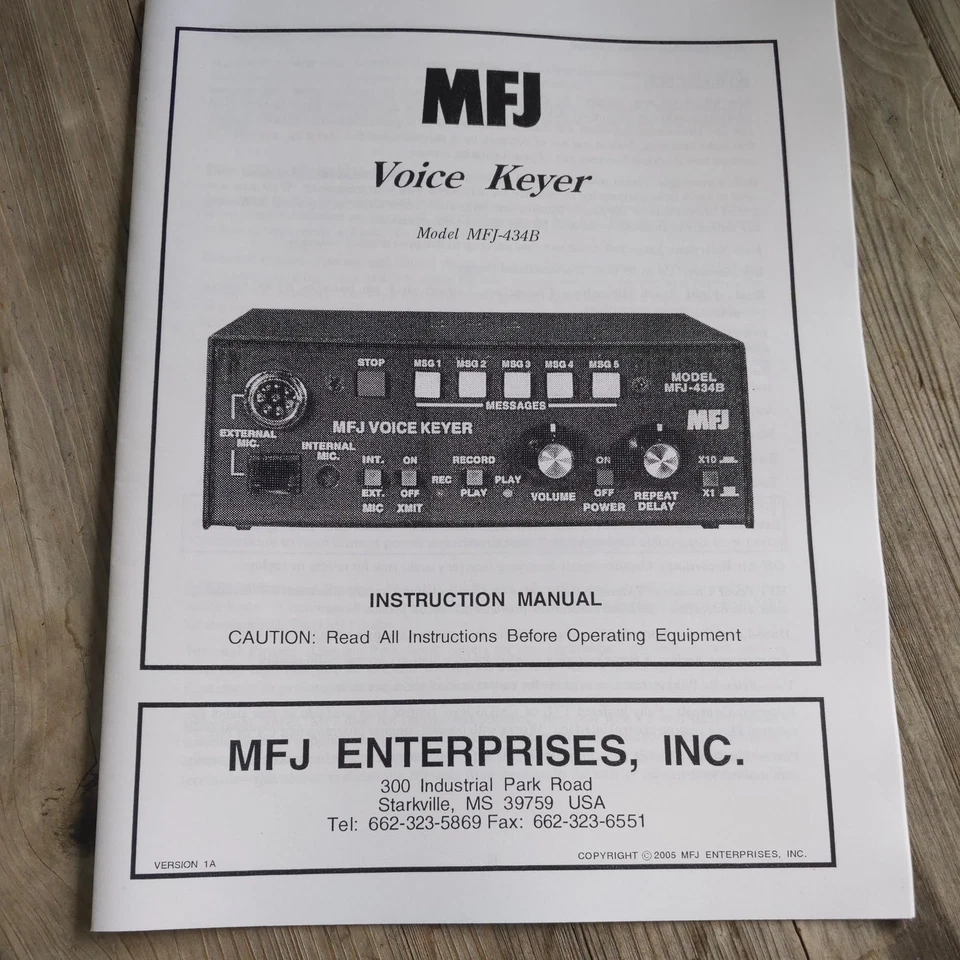 MFJ
Voice Keyer
Model MFJ-434B
STOP
MSG 1 MSG 2 MSG 3 MSG 4 MSG 5
MESSAGES
MODEL
MFJ-434B
MFJ
EXTERNAL
MIC.
INTERNAL
MIC.
MFJ VOICE KEYER
INT. ON RECORD
REC PLAY
EXT. OFF PLAY
MIC XMIT
VOLUME
ON
OFF
POWER
REPEAT
DELAY
X10
X1
INSTRUCTION MANUAL
CAUTION: Read All Instructions Before Operating Equipment
MFJ ENTERPRISES, INC.
300 Industrial Park Road
Starkville, MS 39759 USA
Tel: 662-323-5869 Fax: 662-323-6551
VERSION 1A
COPYRIGHT © 2005 MFJ ENTERPRISES, INC.